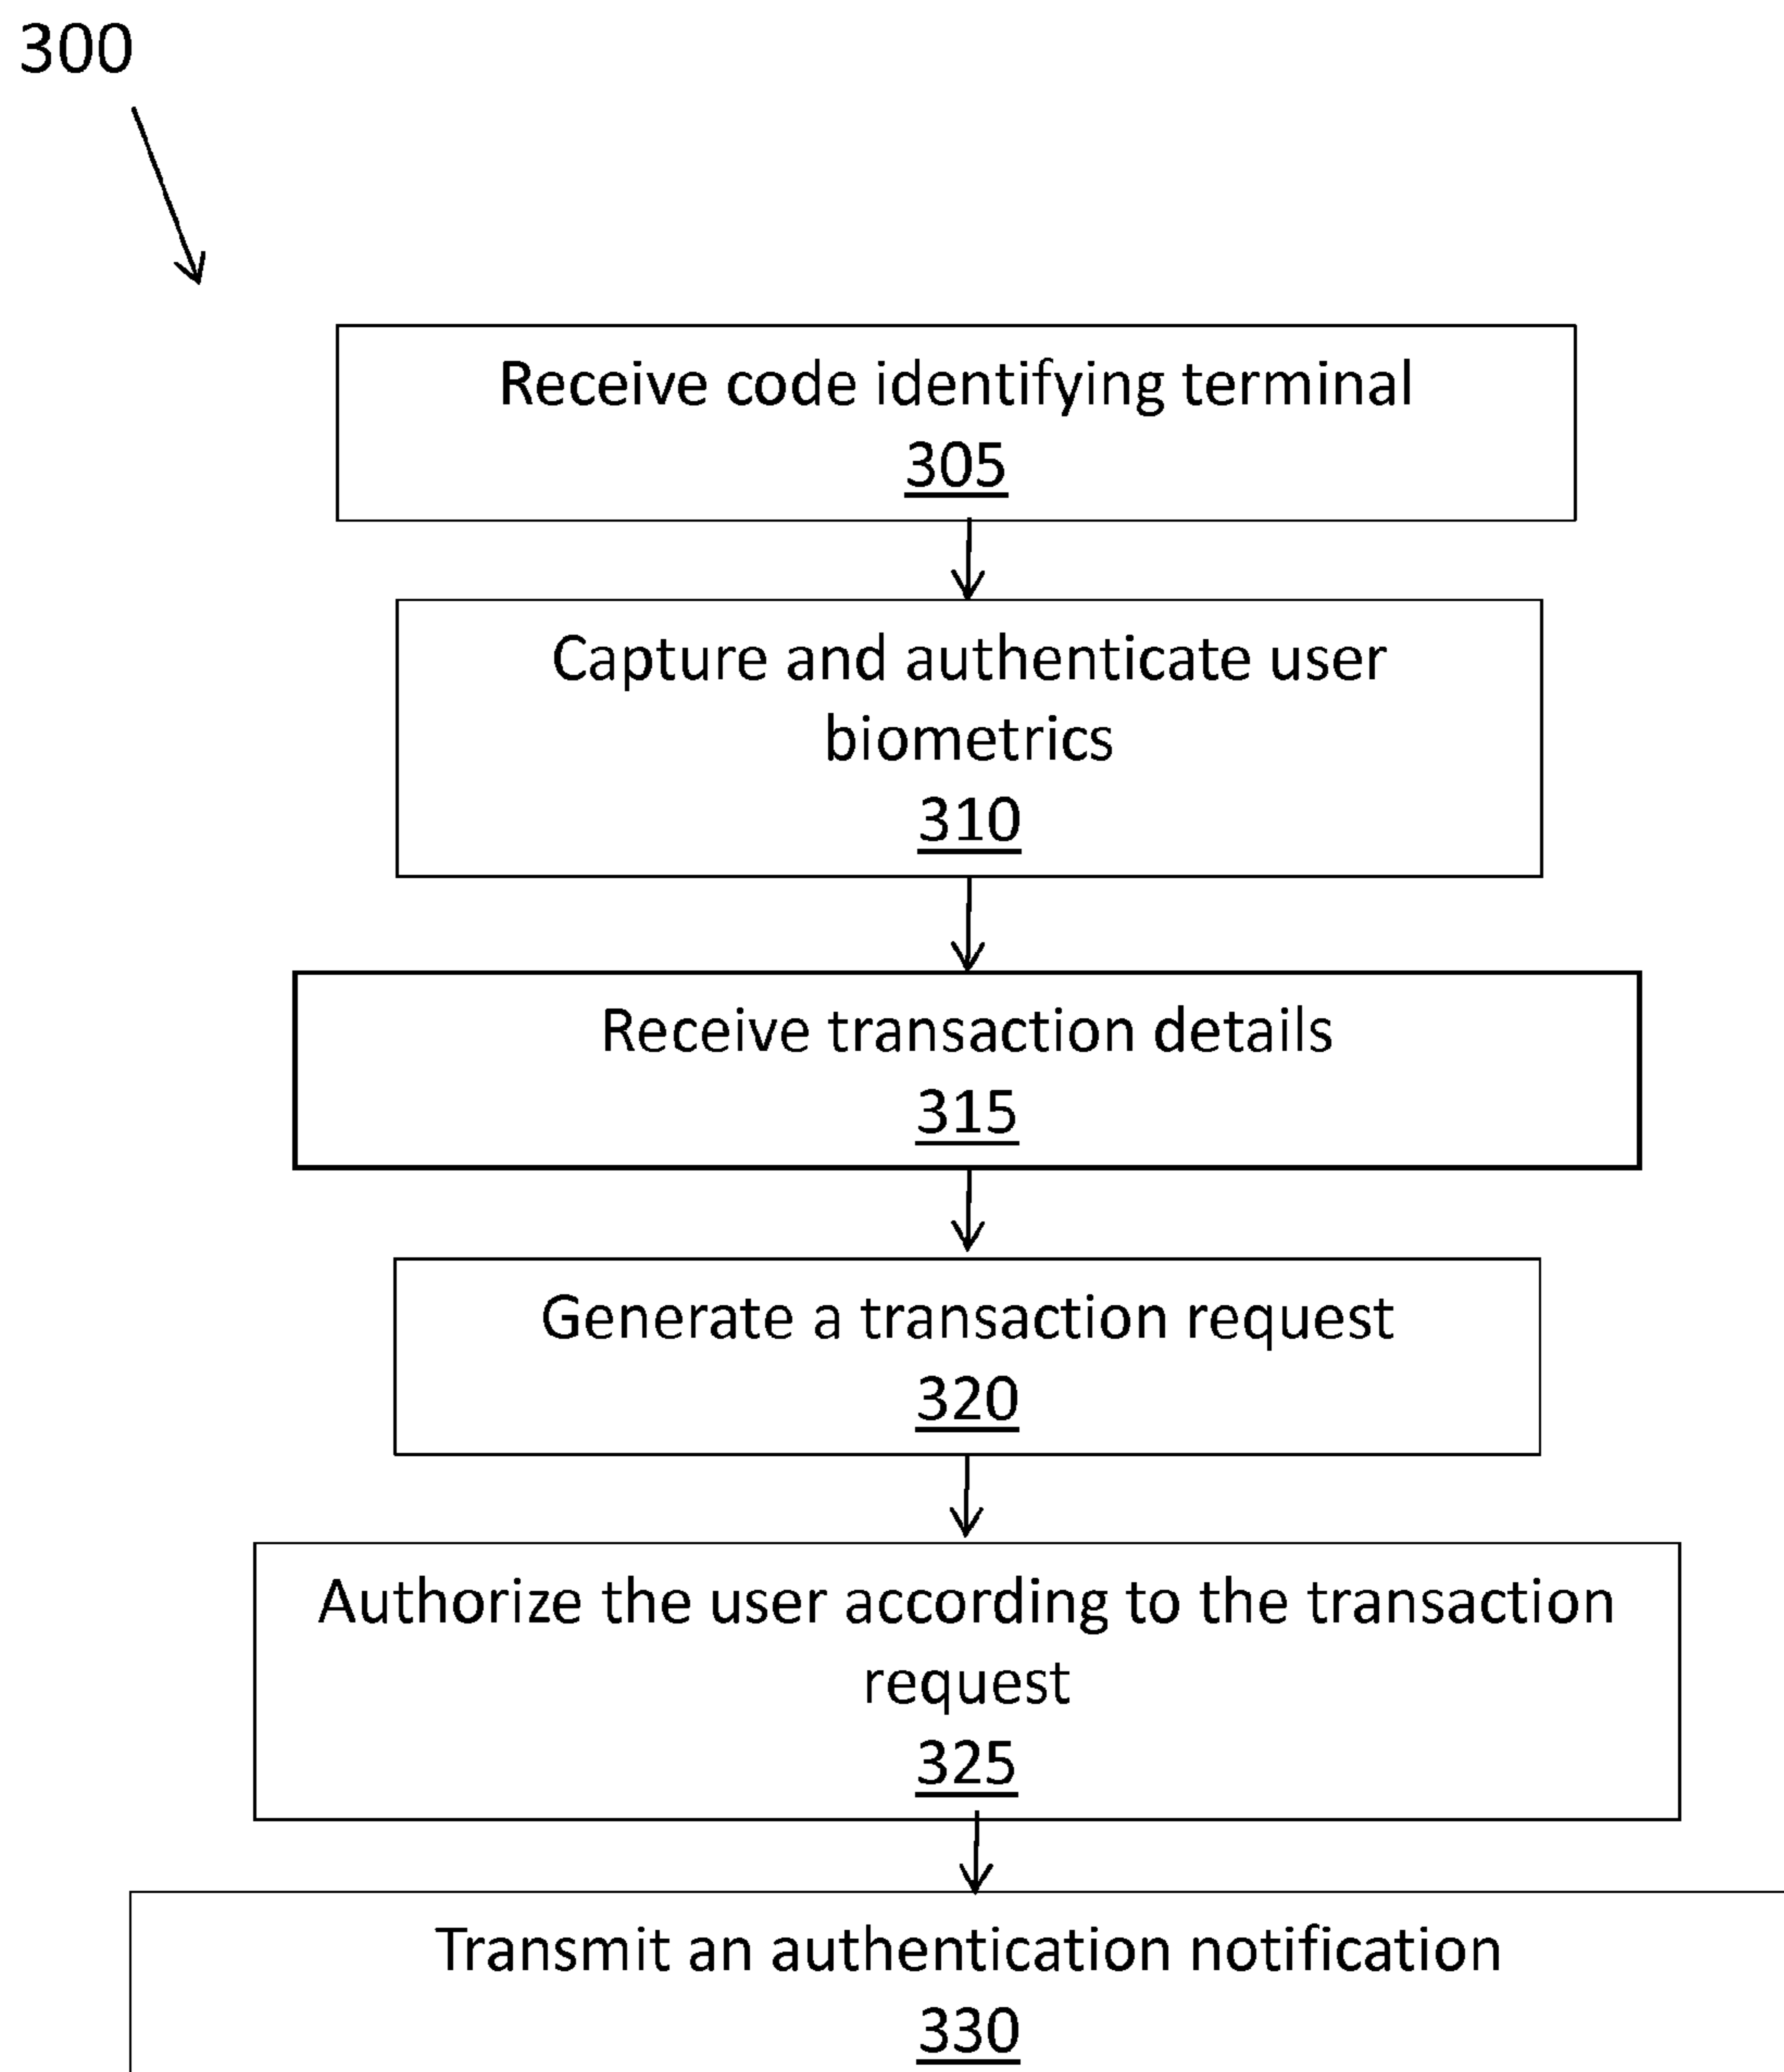 300
Receive code identifying terminal
305
Capture and authenticate user
biometrics
310
Receive transaction details
315
Generate a transaction request
320
Authorize the user according to the transaction
request
325
Transmit an authentication notification
330